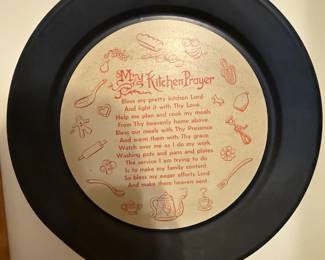 My Kitchen Prayer
Bless my pretty kitchen Lord
And light it with Thy Love.
Help me plan and cook my meals
From Thy heavenly home above.
Bless our meals with Thy Presence
And warm them with Thy grace.
Watch over me as I do my work,
Washing pots and pans and plates.
The service I am trying to do
Is to make my family content.
So bless my eager efforts Lord
And make them heaven sent.